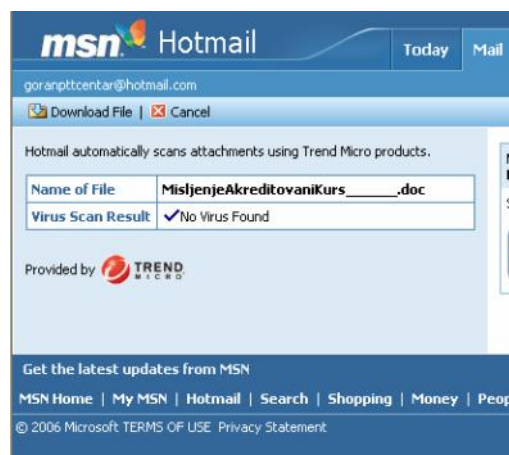 msn Hotmail
Today Mail
goranpttcentar@hotmail.com
Download File | Cancel
Hotmail automatically scans attachments using Trend Micro products.
Name of File MisljenjeAkreditovaniKurs______.doc
Virus Scan Result No Virus Found
Provided by TREND MICRO
Get the latest updates from MSN
MSN Home | My MSN | Hotmail | Search | Shopping | Money |
© 2006 Microsoft TERMS OF USE Privacy Statement